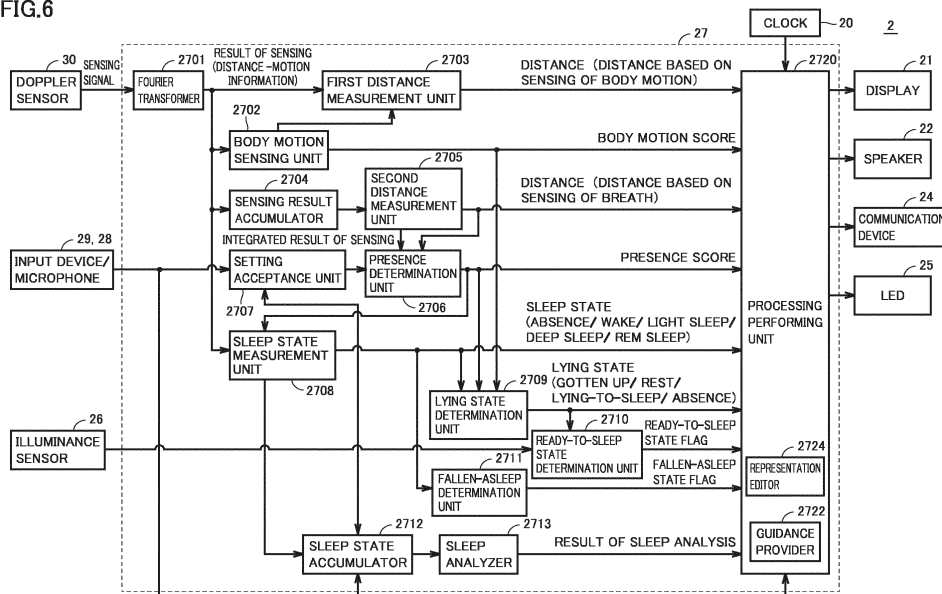 FIG.6
CLOCK
20
2
30
DOPPLER
SENSOR
SENSING
SIGNAL
2701
FOURIER
TRANSFORMER
RESULT OF SENSING
(DISTANCE-MOTION
INFORMATION)
2703
FIRST DISTANCE
MEASUREMENT UNIT
27
DISTANCE (DISTANCE BASED ON
SENSING OF BODY MOTION)
2720
21
DISPLAY
2702
BODY MOTION
SENSING UNIT
BODY MOTION SCORE
22
SPEAKER
2704
SENSING RESULT
ACCUMULATOR
2705
SECOND
DISTANCE
MEASUREMENT
UNIT
DISTANCE (DISTANCE BASED ON
SENSING OF BREATH)
24
COMMUNICATION
DEVICE
INTEGRATED RESULT OF SENSING
29, 28
INPUT DEVICE/
MICROPHONE
SETTING
ACCEPTANCE UNIT
2707
PRESENCE
DETERMINATION
UNIT
2706
PRESENCE SCORE
25
LED
PROCESSING
PERFORMING
UNIT
SLEEP STATE
MEASUREMENT
UNIT
2708
SLEEP STATE
(ABSENCE/ WAKE/ LIGHT SLEEP/
DEEP SLEEP/ REM SLEEP)
2709
LYING STATE
DETERMINATION
UNIT
LYING STATE
(GOTTEN UP/ REST/
LYING-TO-SLEEP/ ABSENCE)
26
ILLUMINANCE
SENSOR
2710
READY-TO-SLEEP
STATE
DETERMINATION UNIT
READY-TO-SLEEP
STATE FLAG
2711
FALLEN-ASLEEP
DETERMINATION
UNIT
FALLEN-ASLEEP
STATE FLAG
2724
REPRESENTATION
EDITOR
2722
GUIDANCE
PROVIDER
2712
SLEEP STATE
ACCUMULATOR
2713
SLEEP
ANALYZER
RESULT OF SLEEP ANALYSIS